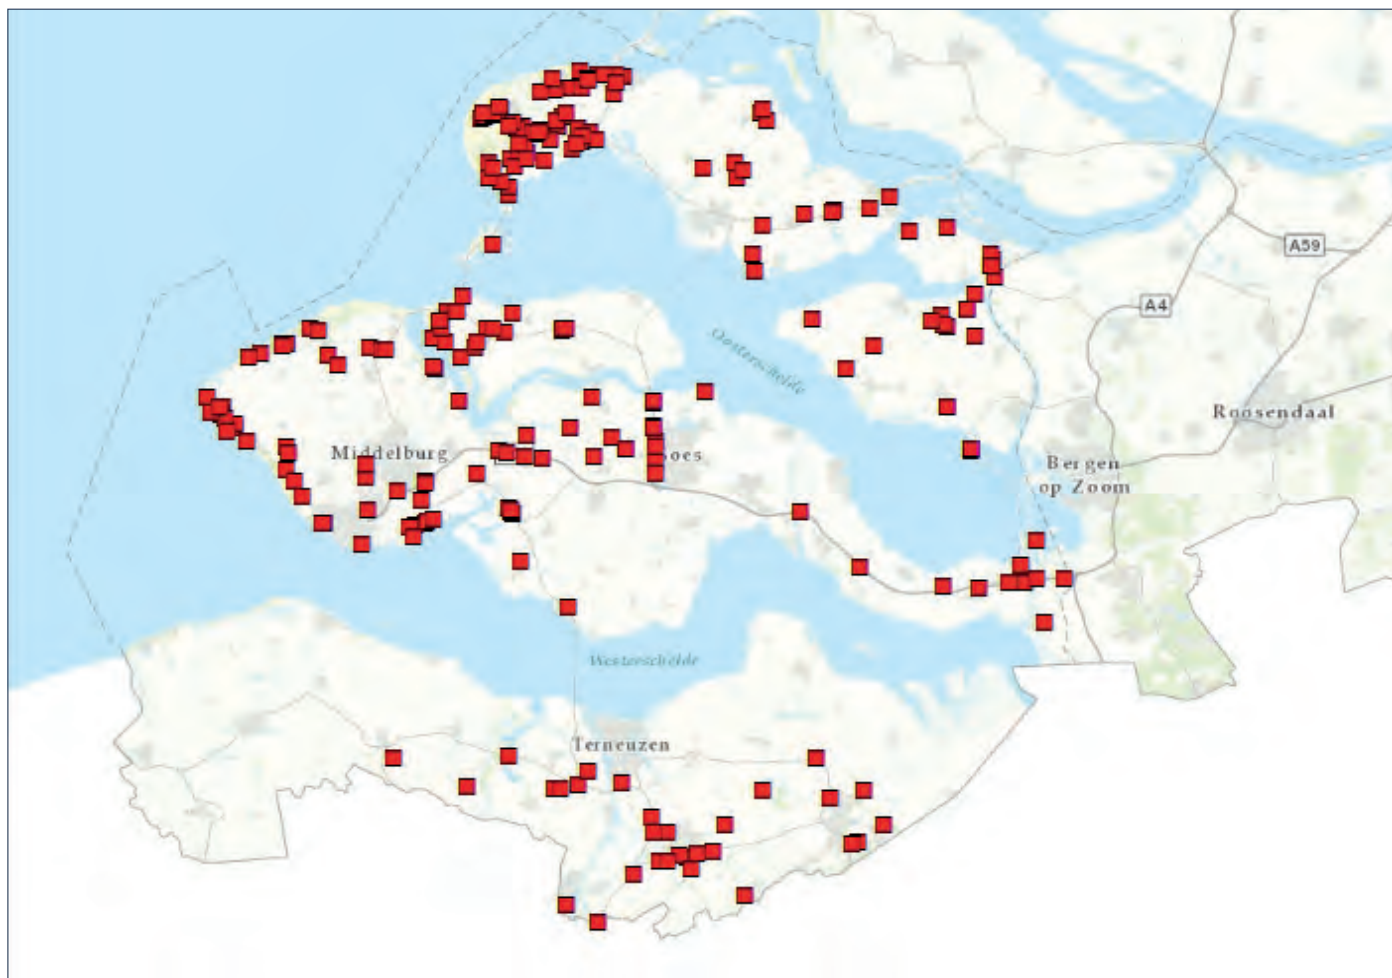 A59
A4
Oosterschelde
Roosendaal
Middelburg
Goes
Bergen
op Zoom
Westerschelde
Terneuzen